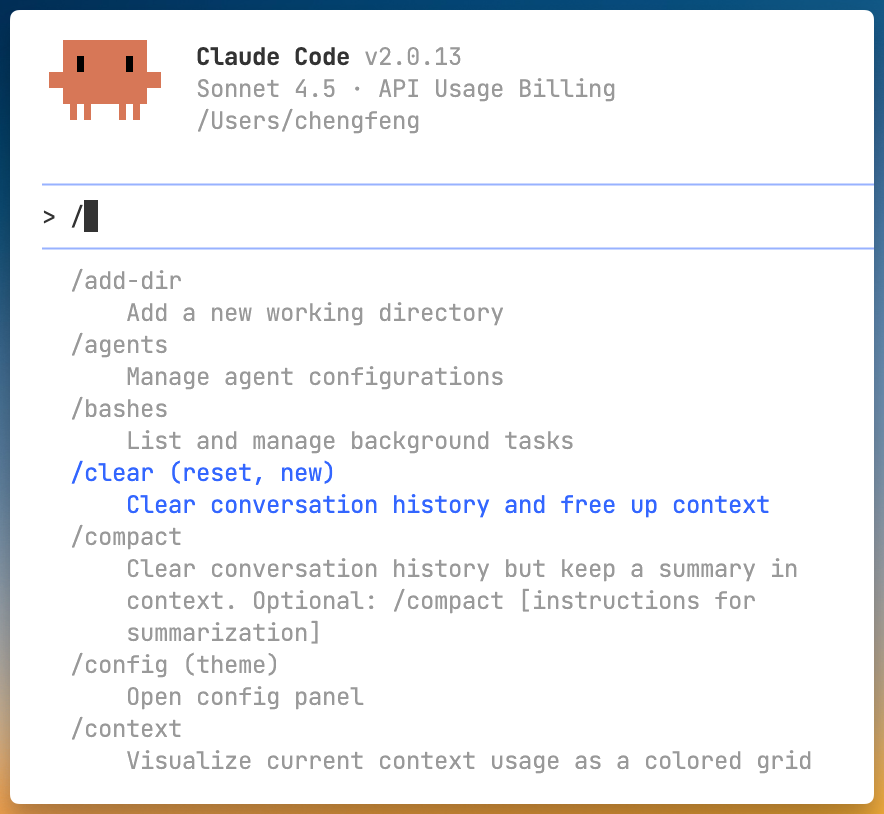 Claude Code v2.0.13
Sonnet 4.5 · API Usage Billing
/Users/chengfeng
> /
/add-dir
Add a new working directory
/agents
Manage agent configurations
/bashes
List and manage background tasks
/clear (reset, new)
Clear conversation history and free up context
/compact
Clear conversation history but keep a summary in
context. Optional: /compact [instructions for
summarization]
/config (theme)
Open config panel
/context
Visualize current context usage as a colored grid